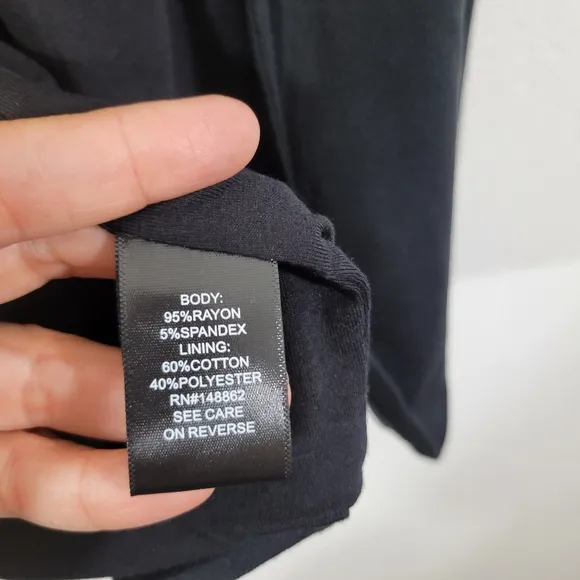 BODY:
95%RAYON
5%SPANDEX
LINING:
60%COTTON
40%POLYESTER
RN#148862
SEE CARE
ON REVERSE